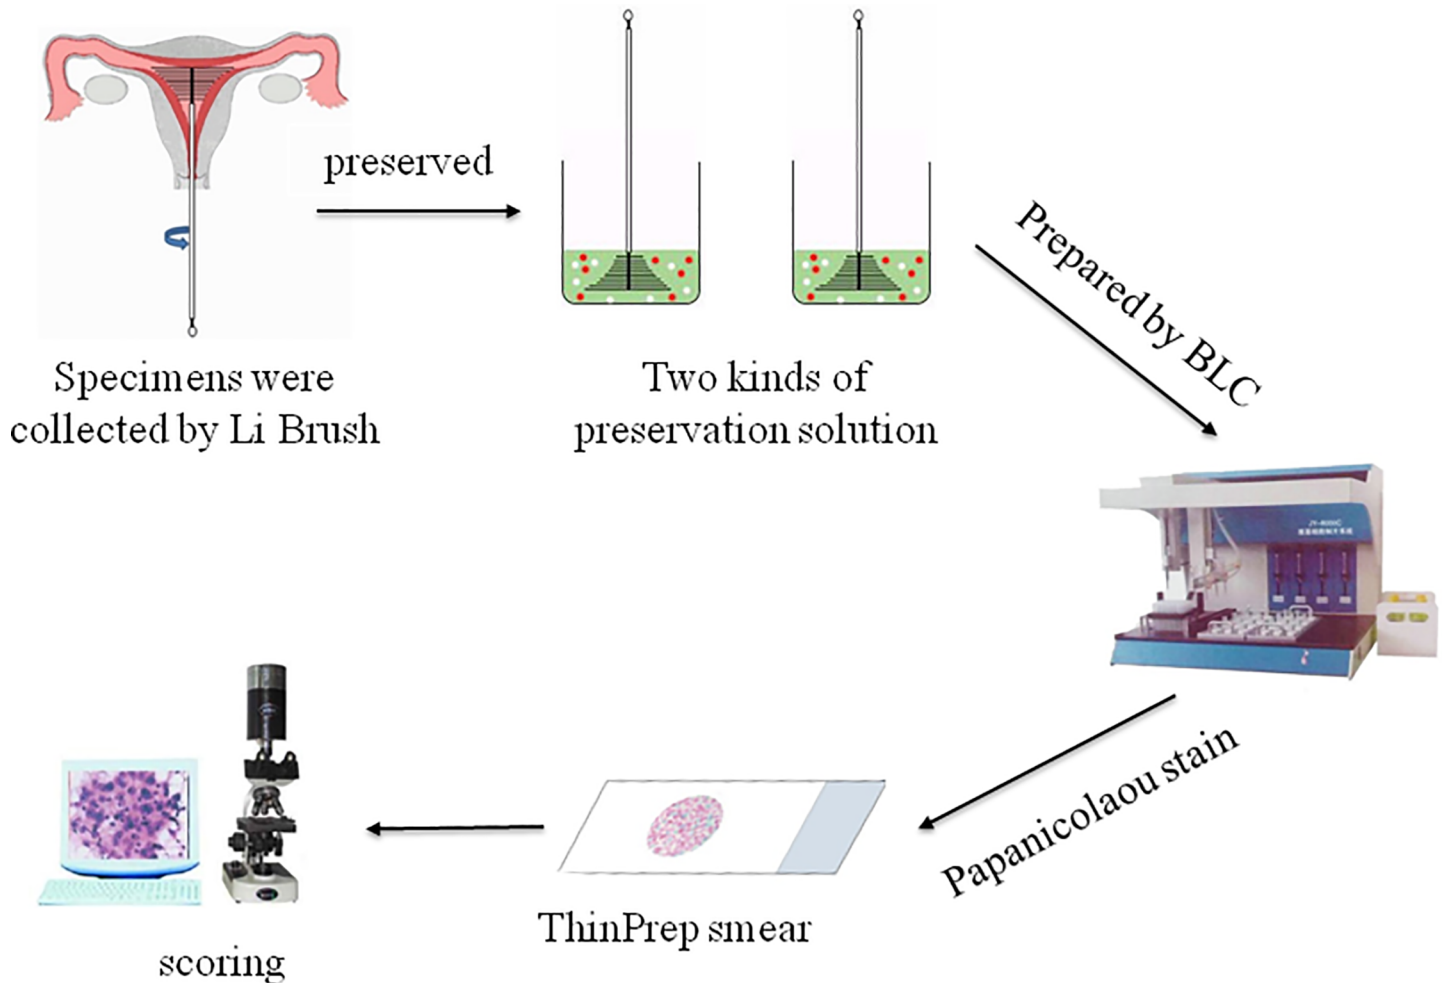 preserved
Specimens were
collected by Li Brush
Two kinds of
preservation solution
Prepared by BLC
Papanicolaou stain
ThinPrep smear
scoring